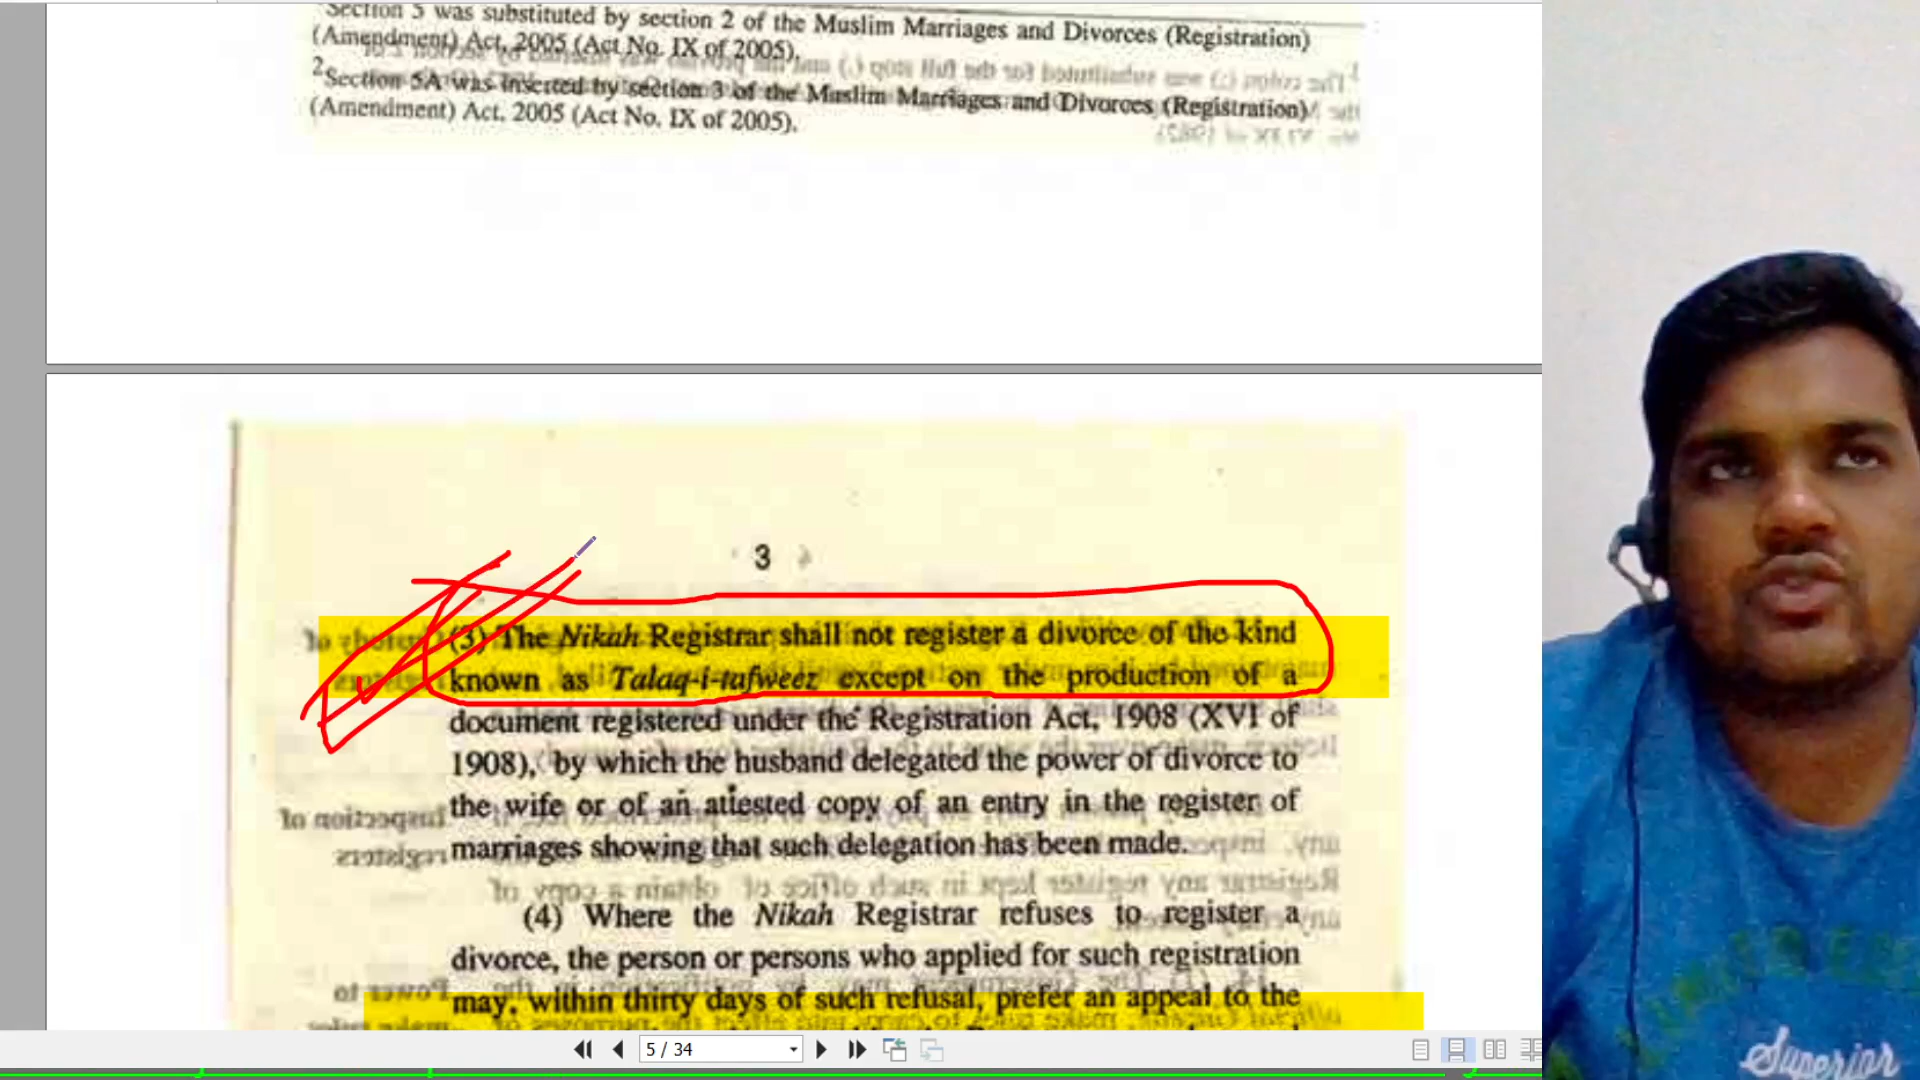 Section 5 was substituted by section 2 of the Muslim Marriages and Divorces (Registration)
(Amendment) Act, 2005 (Act No. IX of 2005).
2 Section 5A was inserted by section 3 of the Muslim Marriages and Divorces (Registration)
(Amendment) Act, 2005 (Act No. IX of 2005).
3
(3) The Nikah Registrar shall not register a divorce of the kind
known as Talaq-i-tafweez except on the production of a
document registered under the Registration Act, 1908 (XVI of
1908), by which the husband delegated the power of divorce to
the wife or of an attested copy of an entry in the register of
marriages showing that such delegation has been made.
(4) Where the Nikah Registrar refuses to register a
divorce, the person or persons who applied for such registration
may, within thirty days of such refusal, prefer an appeal to the
5 / 34
Superior